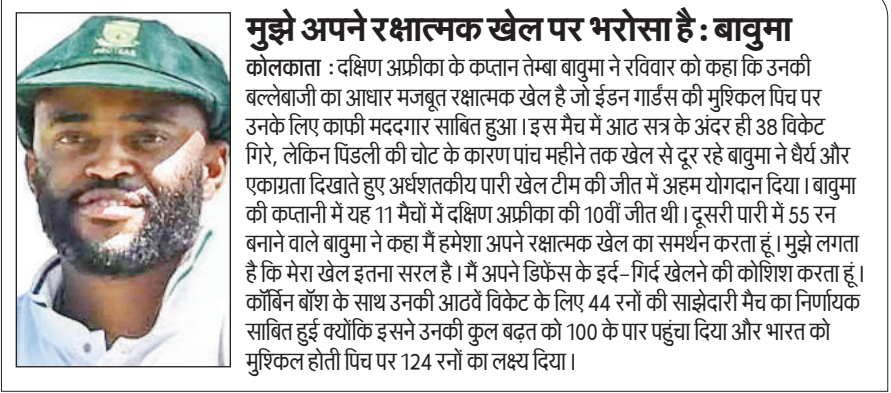 PROTEAS
मुझे अपने रक्षात्मक खेल पर भरोसा है : बावुमा
कोलकाता : दक्षिण अफ्रीका के कप्तान तेम्बा बावुमा ने रविवार को कहा कि उनकी
बल्लेबाजी का आधार मजबूत रक्षात्मक खेल है जो ईडन गार्डंस की मुश्किल पिच पर
उनके लिए काफी मददगार साबित हुआ । इस मैच में आठ सत्र के अंदर ही 38 विकेट
गिरे, लेकिन पिंडली की चोट के कारण पांच महीने तक खेल से दूर रहे बावुमा ने धैर्य और
एकाग्रता दिखाते हुए अर्धशतकीय पारी खेल टीम की जीत में अहम योगदान दिया । बावुमा
की कप्तानी में यह 11 मैचों में दक्षिण अफ्रीका की 10वीं जीत थी । दूसरी पारी में 55 रन
बनाने वाले बावुमा ने कहा मैं हमेशा अपने रक्षात्मक खेल का समर्थन करता हूं । मुझे लगता
है कि मेरा खेल इतना सरल है । मैं अपने डिफेंस के इर्द-गिर्द खेलने की कोशिश करता हूं ।
कॉर्बिन बॉश के साथ उनकी आठवें विकेट के लिए 44 रनों की साझेदारी मैच का निर्णायक
साबित हुई क्योंकि इसने उनकी कुल बढ़त को 100 के पार पहुंचा दिया और भारत को
मुश्किल होती पिच पर 124 रनों का लक्ष्य दिया ।